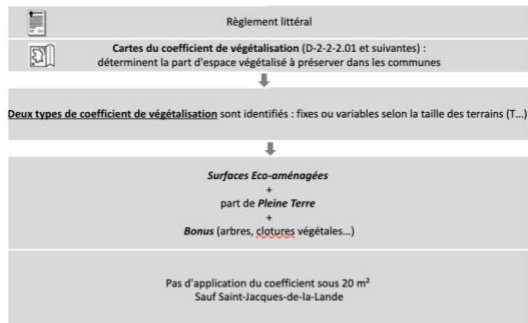 Règlement littéral
Cartes du coefficient de végétalisation (D-2-2-2.01 et suivantes) :
déterminent la part d'espace végétalisé à préserver dans les communes
Deux types de coefficient de végétalisation sont identifiés : fixes ou variables selon la taille des terrains (T...)
Surfaces Eco-aménagées
+
part de Pleine Terre
+
Bonus (arbres, clotures végétales...)
Pas d'application du coefficient sous 20 m²
Sauf Saint-Jacques-de-la-Lande